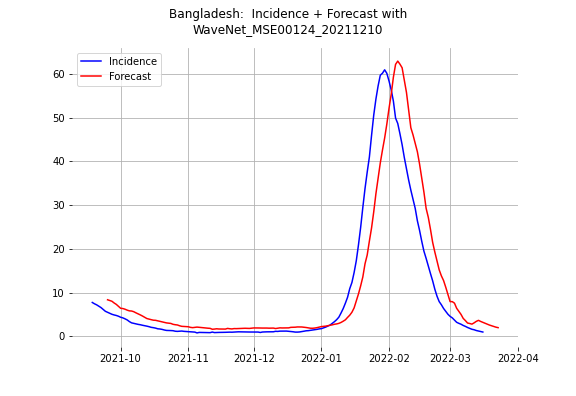 Bangladesh:  Incidence + Forecast with
WaveNet_MSE00124_20211210
Incidence
Forecast
60
50
40
30
20
10
0
2021-10 2021-11 2021-12 2022-01 2022-02 2022-03 2022-04